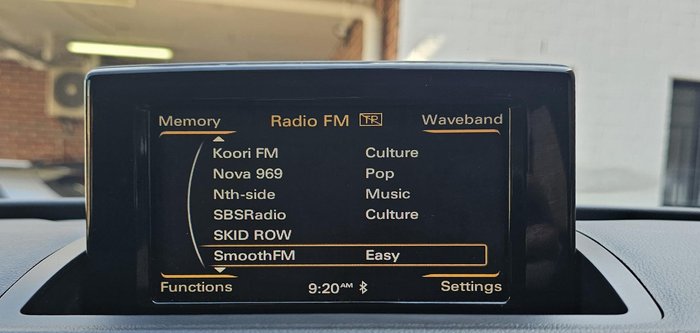 Memory Radio FM TP Waveband
Koori FM Culture
Nova 969 Pop
Nth-side Music
SBSRadio Culture
SKID ROW
SmoothFM Easy
Functions 9:20AM Settings